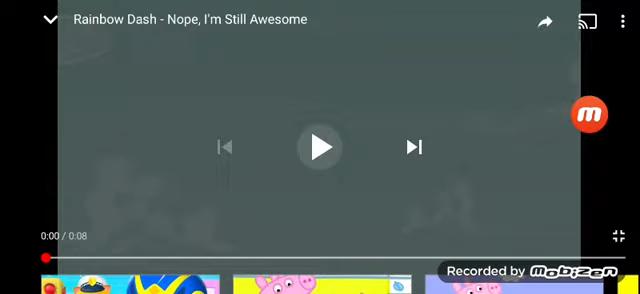 Rainbow Dash - Nope, I'm Still Awesome
0:00 / 0:08
Recorded by mobizen